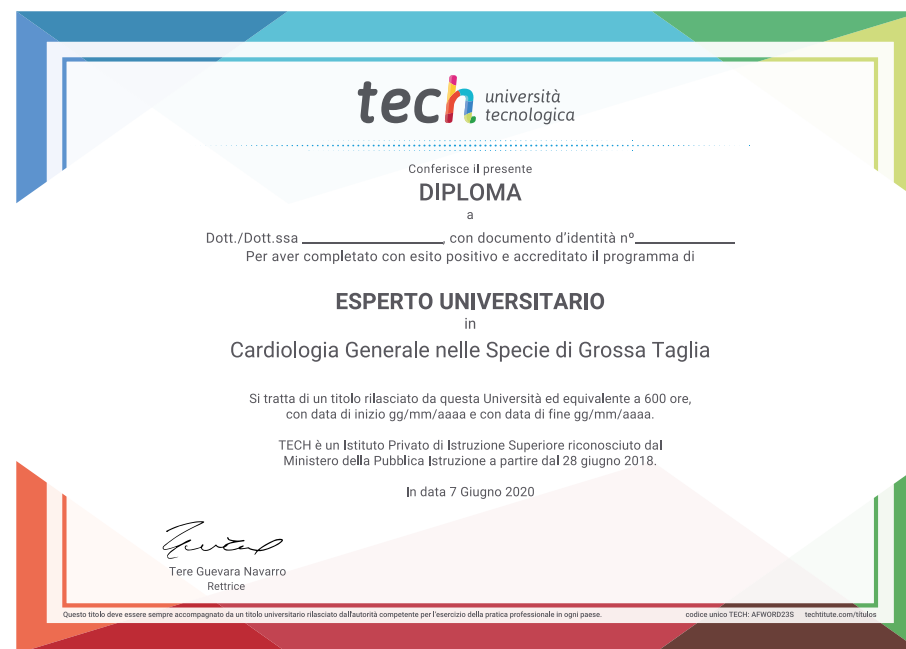 tech università
tecnologica
Conferisce il presente
DIPLOMA
a
Dott./Dott.ssa ____________, con documento d'identità nº____________
Per aver completato con esito positivo e accreditato il programma di
ESPERTO UNIVERSITARIO
in
Cardiologia Generale nelle Specie di Grossa Taglia
Si tratta di un titolo rilasciato da questa Università ed equivalente a 600 ore,
con data di inizio gg/mm/aaaa e con data di fine gg/mm/aaaa.
TECH è un Istituto Privato di Istruzione Superiore riconosciuto dal
Ministero della Pubblica Istruzione a partire dal 28 giugno 2018.
In data 7 Giugno 2020
Tere Guevara Navarro
Rettrice
Questo titolo deve essere sempre accompagnato da un titolo universitario rilasciato dall'autorità competente per l'esercizio della pratica professionale in ogni paese. codice unico TECH: AFWORD23S techtitute.com/titulos